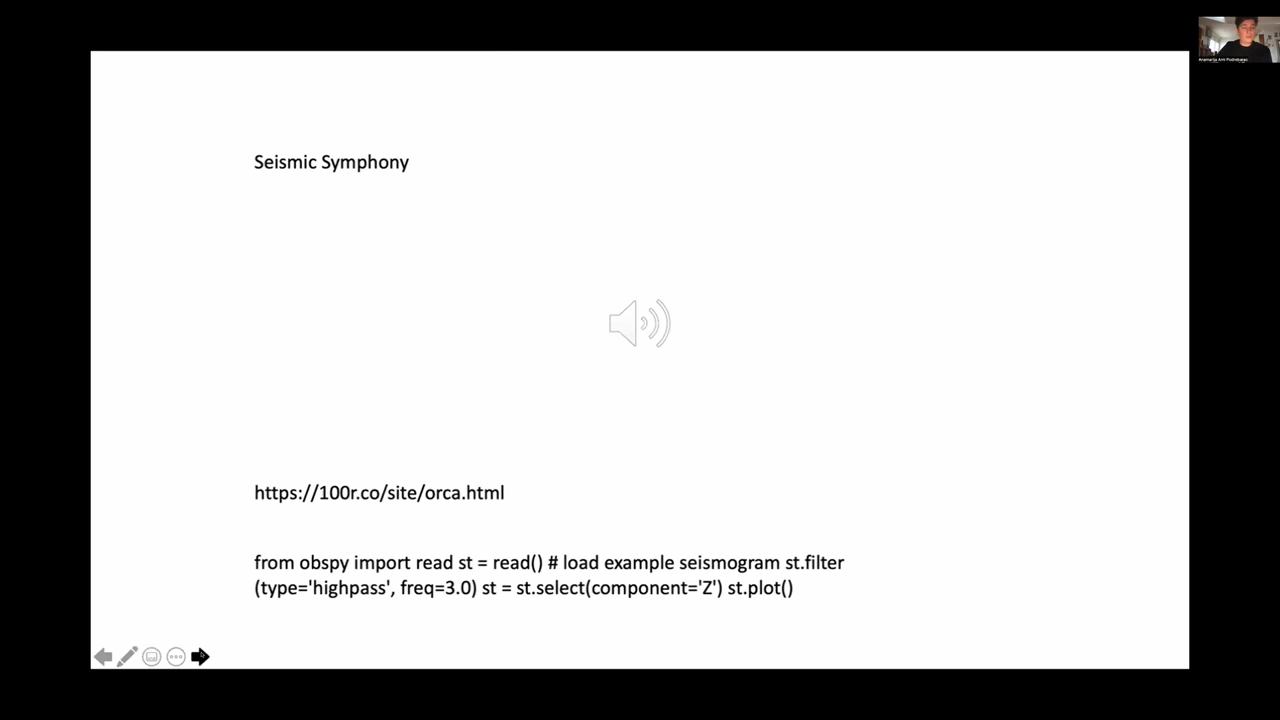 Seismic Symphony
https://100r.co/site/orca.html
from obspy import read st = read() # load example seismogram st.filter
(type='highpass', freq=3.0) st = st.select(component='Z') st.plot()